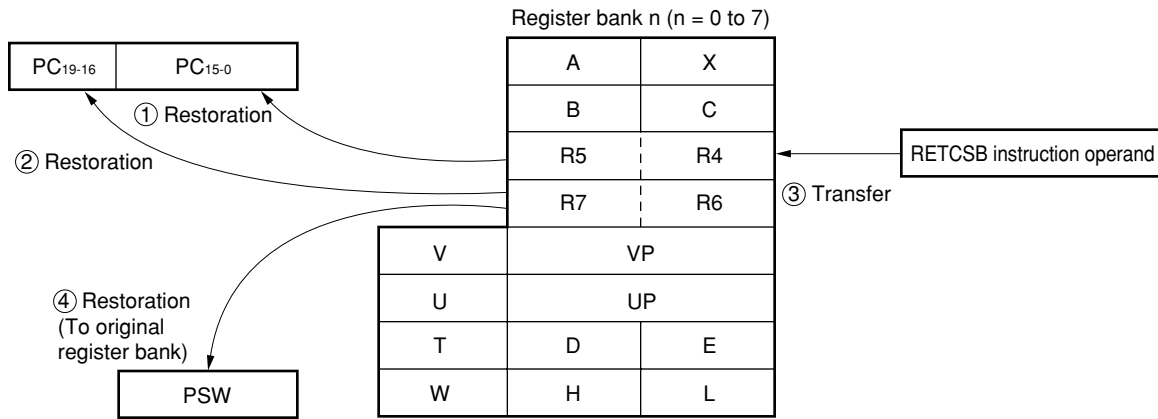 Register bank n (n = 0 to 7)
PC19-16 PC15-0
A X
① Restoration
B C
② Restoration
R5 R4
RETCSB instruction operand
R7 R6
③ Transfer
V VP
④ Restoration
(To original
register bank)
U UP
T D E
PSW
W H L